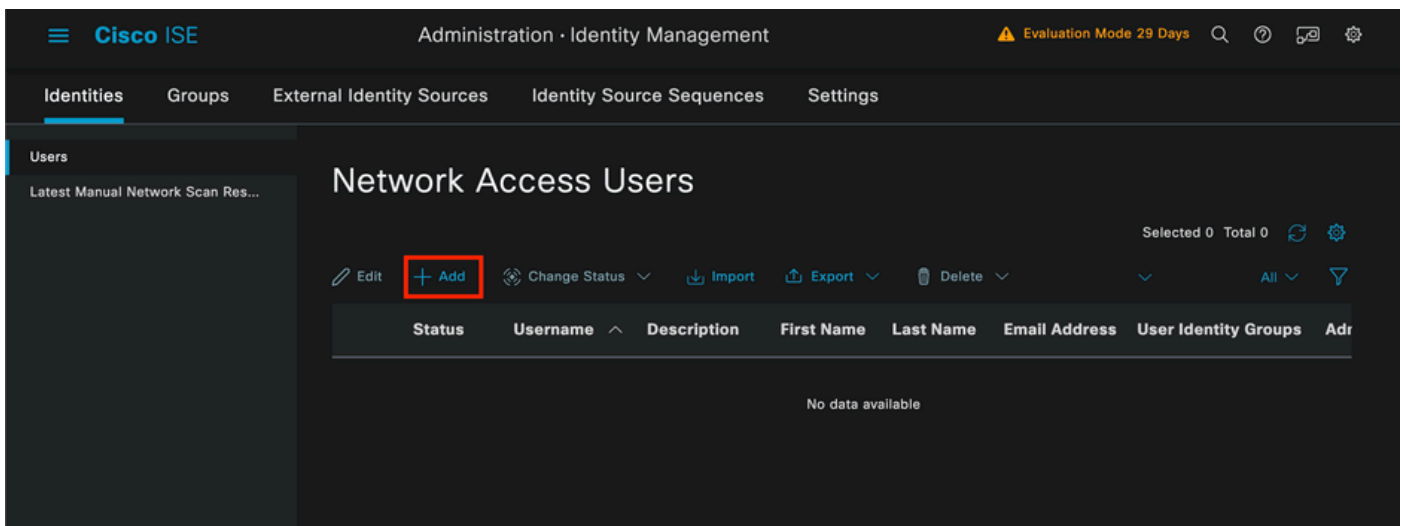 Cisco ISE Administration · Identity Management Evaluation Mode 29 Days
Identities Groups External Identity Sources Identity Source Sequences Settings
Users
Latest Manual Network Scan Res...
Network Access Users
Selected 0 Total 0
Edit + Add Change Status Import Export Delete All
Status Username Description First Name Last Name Email Address User Identity Groups Adr
No data available